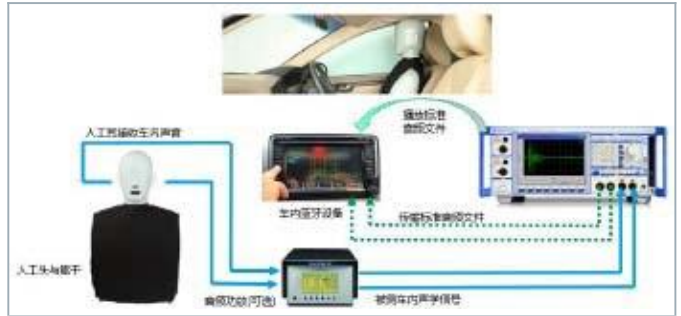 播放标准
音频文件
人工耳接收车内声音
车内蓝牙设备
传输标准音频文件
人工头与躯干
音频功放(可选)
被测车内声学信号